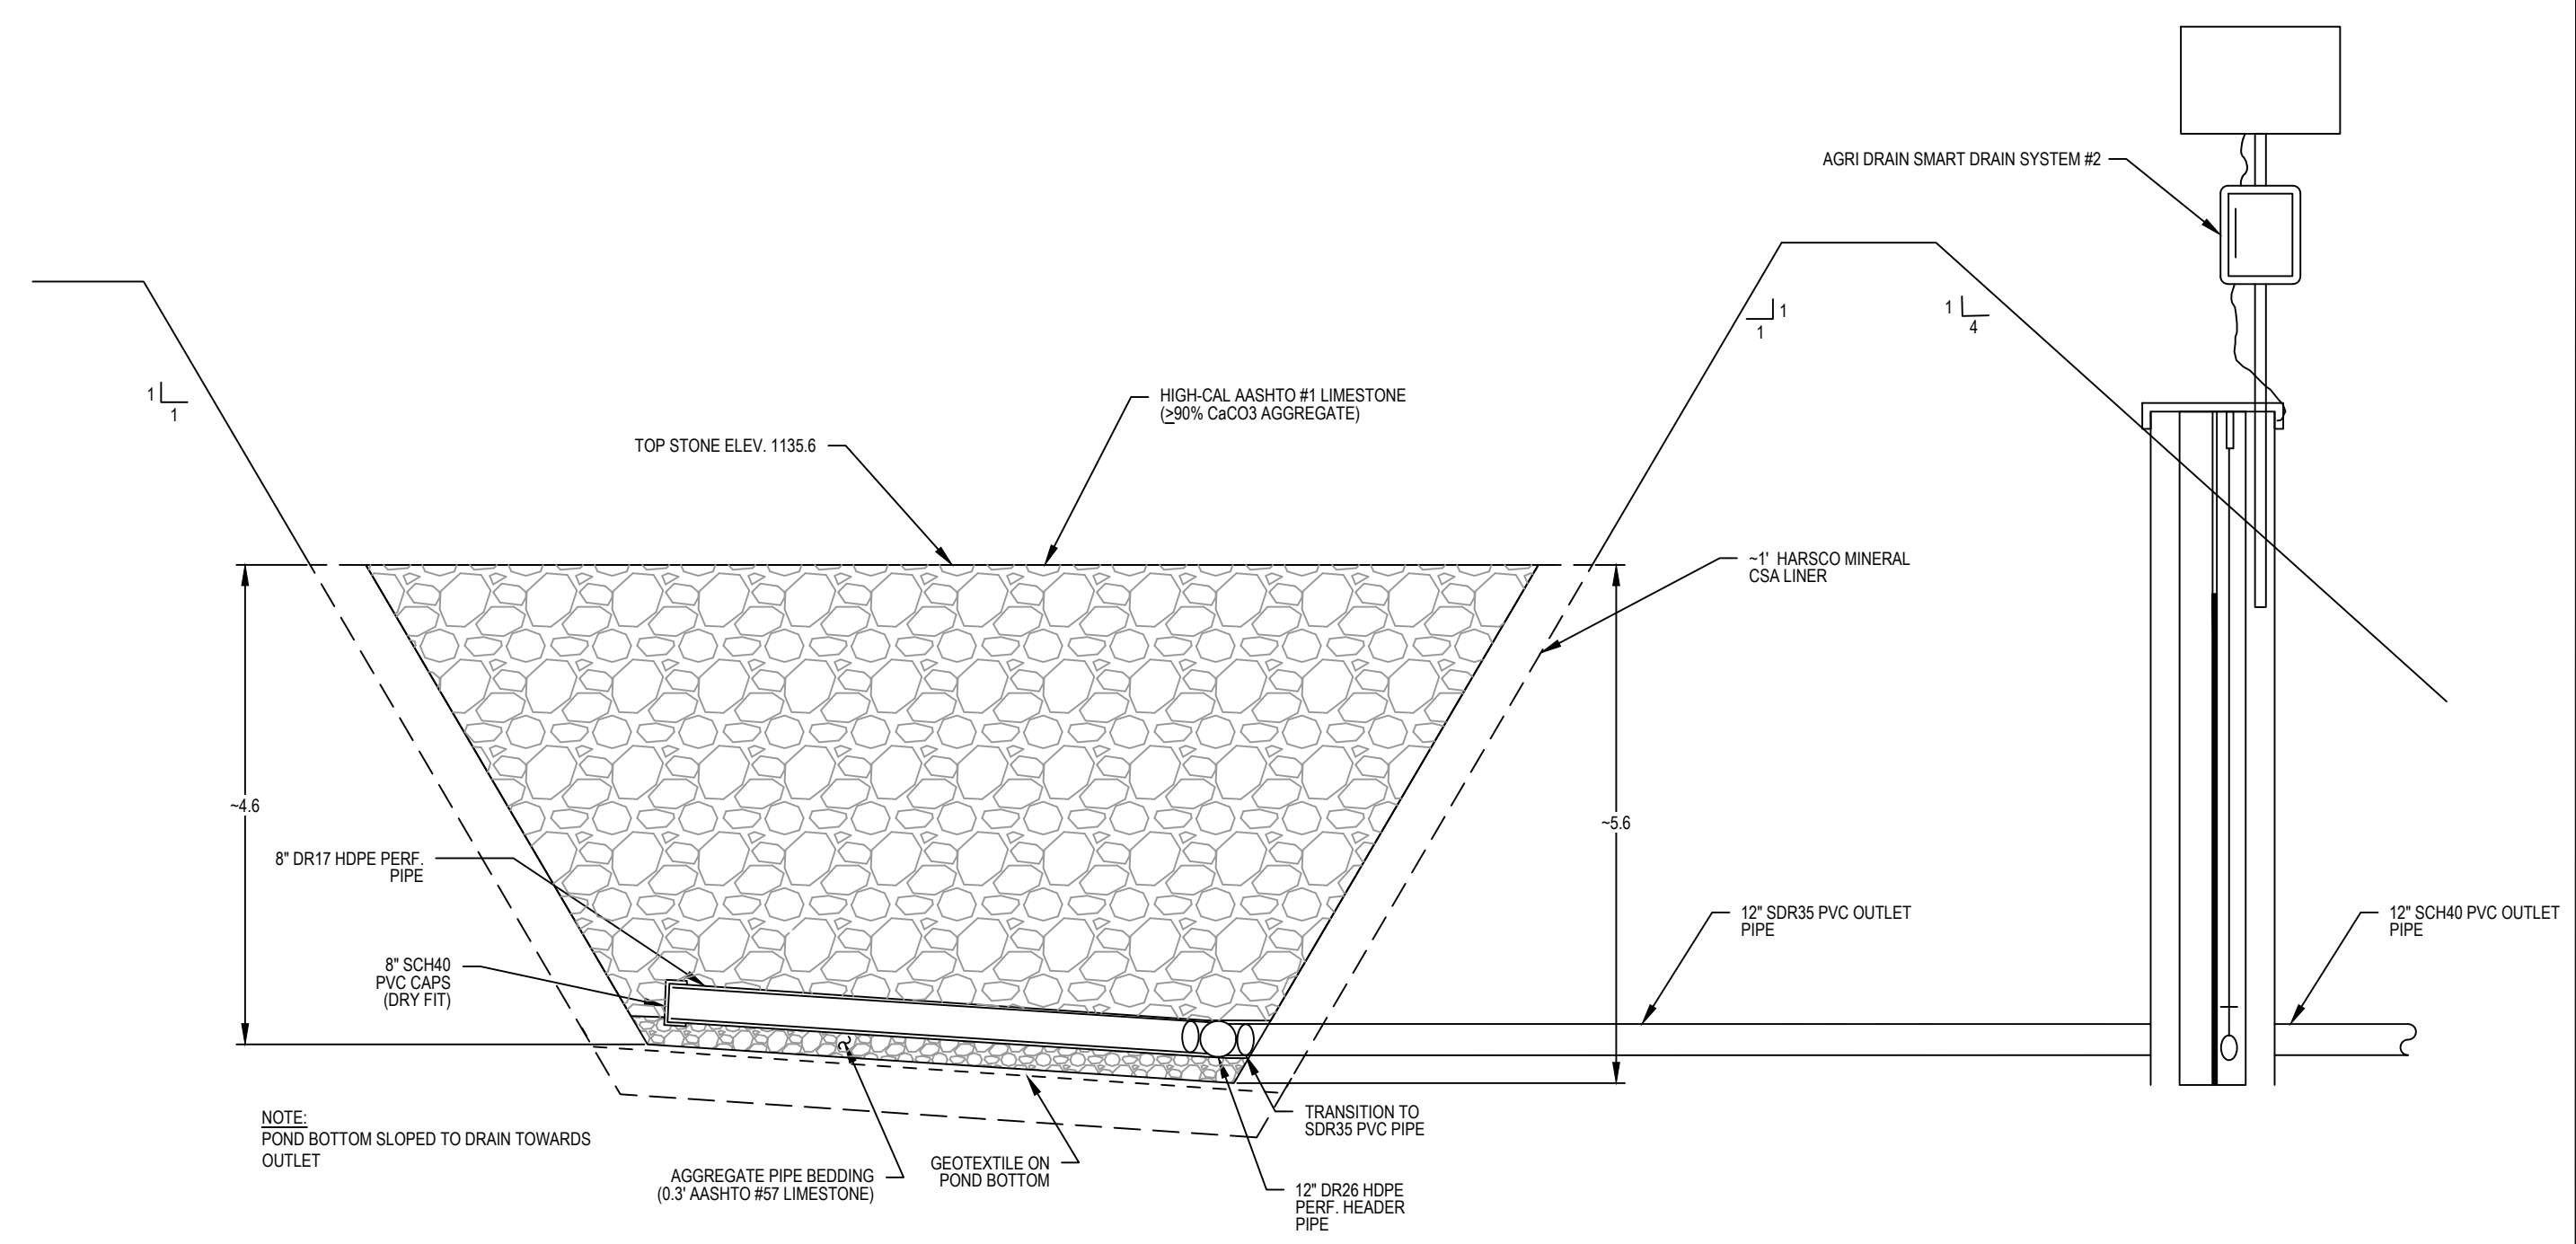 AGRI DRAIN SMART DRAIN SYSTEM #2
1
1
1
4
1
1
HIGH-CAL AASHTO #1 LIMESTONE
(≥90% CaCO3 AGGREGATE)
TOP STONE ELEV. 1135.6
~1' HARSCO MINERAL
CSA LINER
~4.6
~5.6
8" DR17 HDPE PERF.
PIPE
12" SDR35 PVC OUTLET
PIPE
12" SCH40 PVC OUTLET
PIPE
8" SCH40
PVC CAPS
(DRY FIT)
NOTE:
POND BOTTOM SLOPED TO DRAIN TOWARDS
OUTLET
TRANSITION TO
SDR35 PVC PIPE
AGGREGATE PIPE BEDDING
(0.3' AASHTO #57 LIMESTONE)
GEOTEXTILE ON
POND BOTTOM
12" DR26 HDPE
PERF. HEADER
PIPE